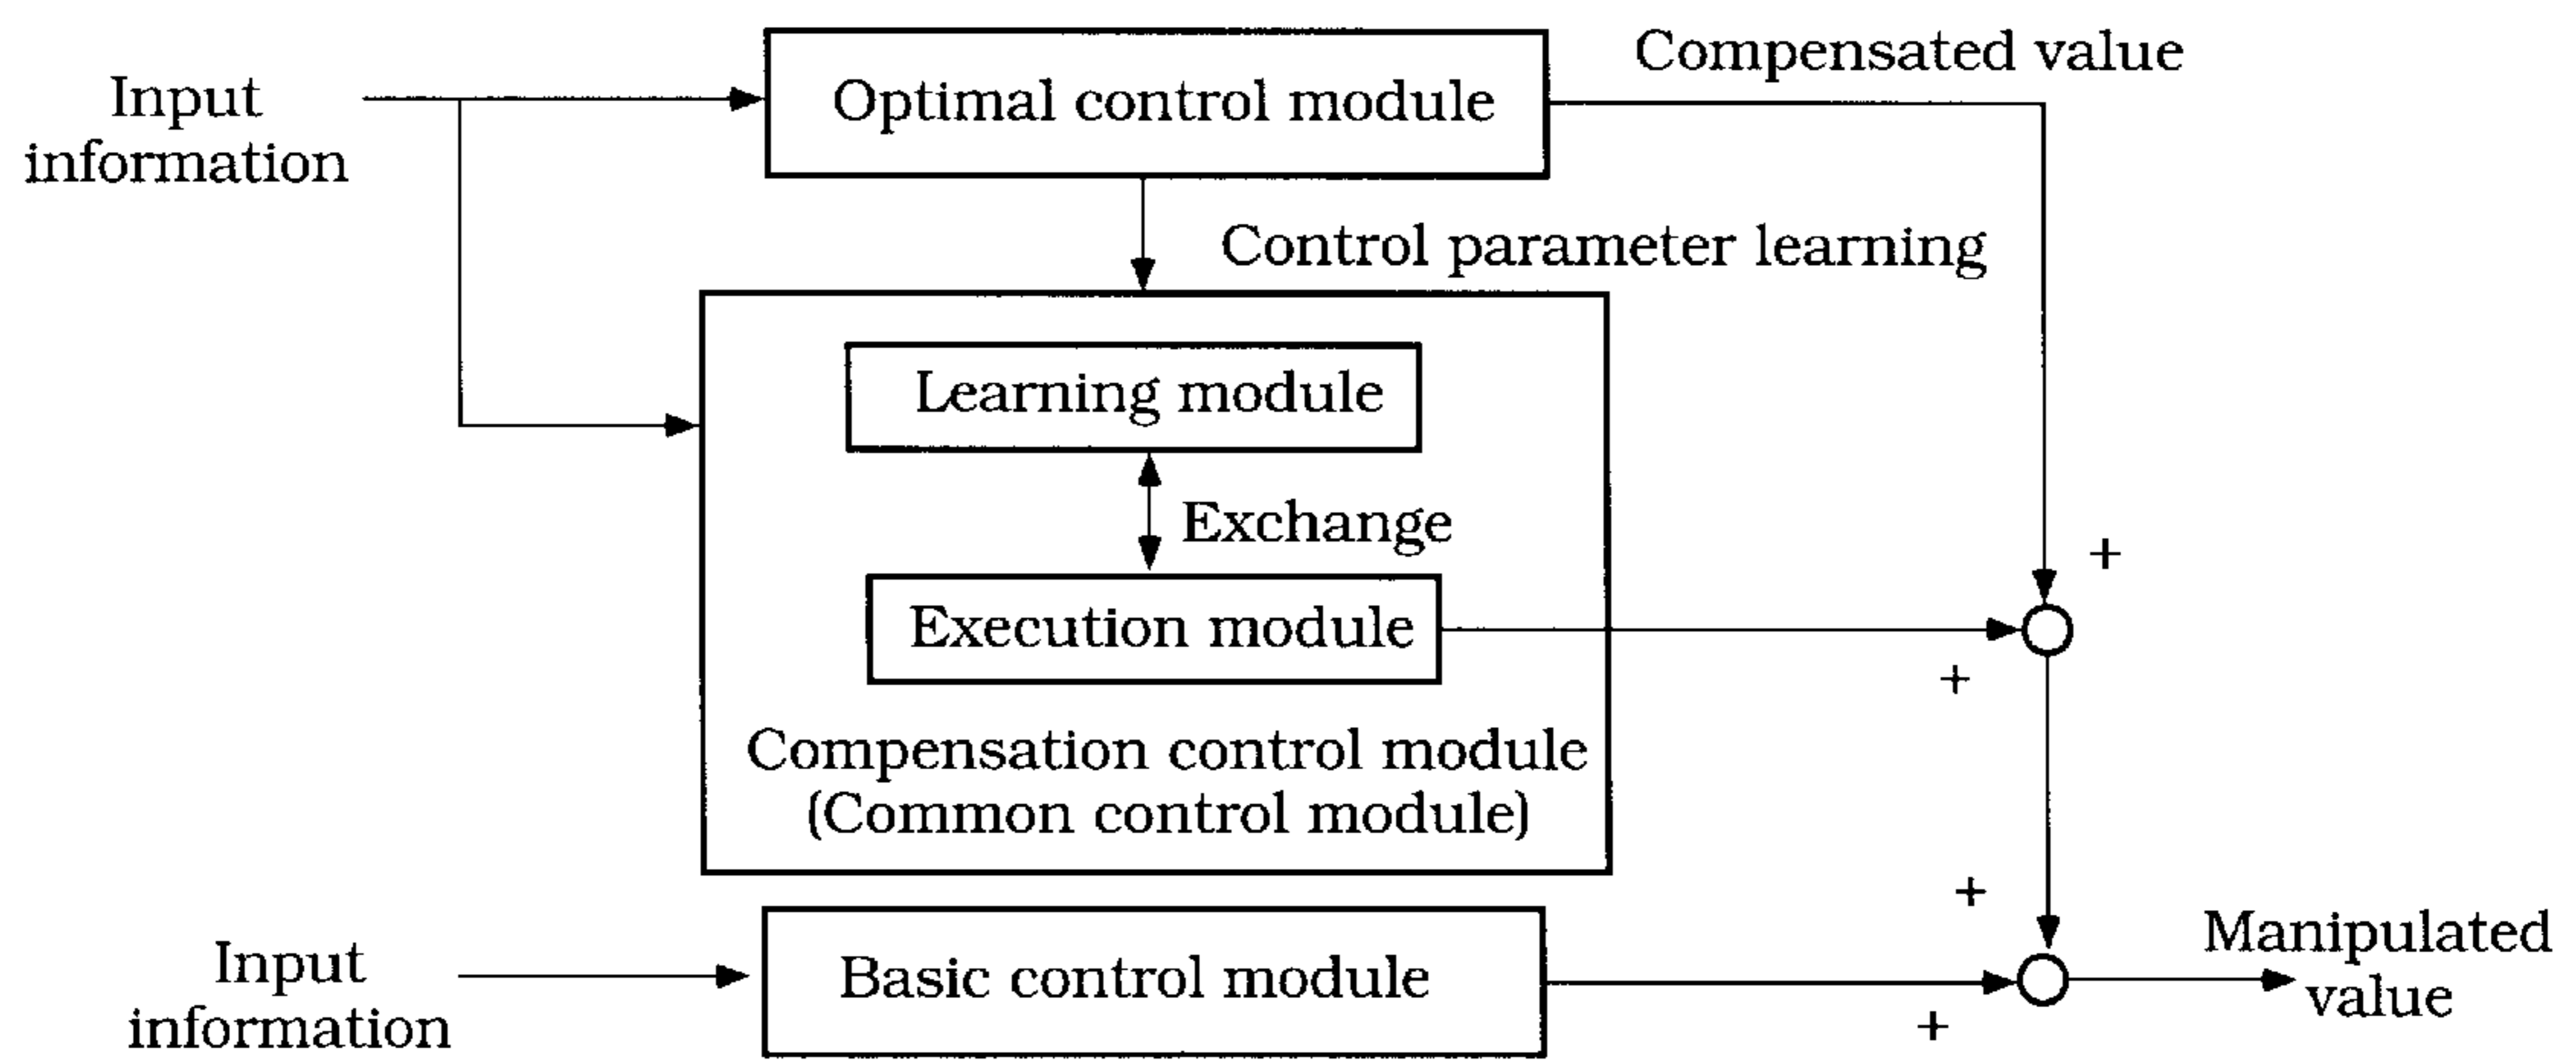 Input
information
Optimal control module
Compensated value
Control parameter learning
Learning module
Exchange
Execution module
+
+
Compensation control module
(Common control module)
Input
information
Basic control module
+
+
Manipulated
value